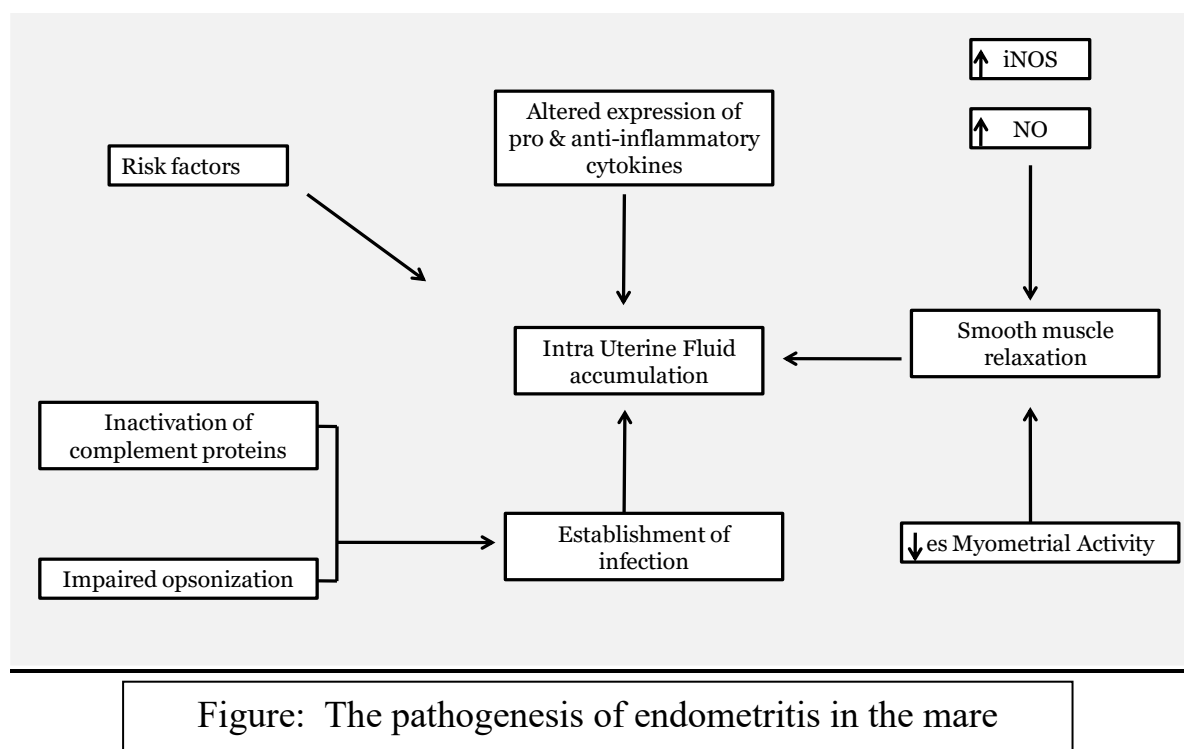 iNOS
NO
Altered expression of
pro & anti-inflammatory
cytokines
Risk factors
Intra Uterine Fluid
accumulation
Smooth muscle
relaxation
Inactivation of
complement proteins
Impaired opsonization
Establishment of
infection
es Myometrial Activity
Figure: The pathogenesis of endometritis in the mare